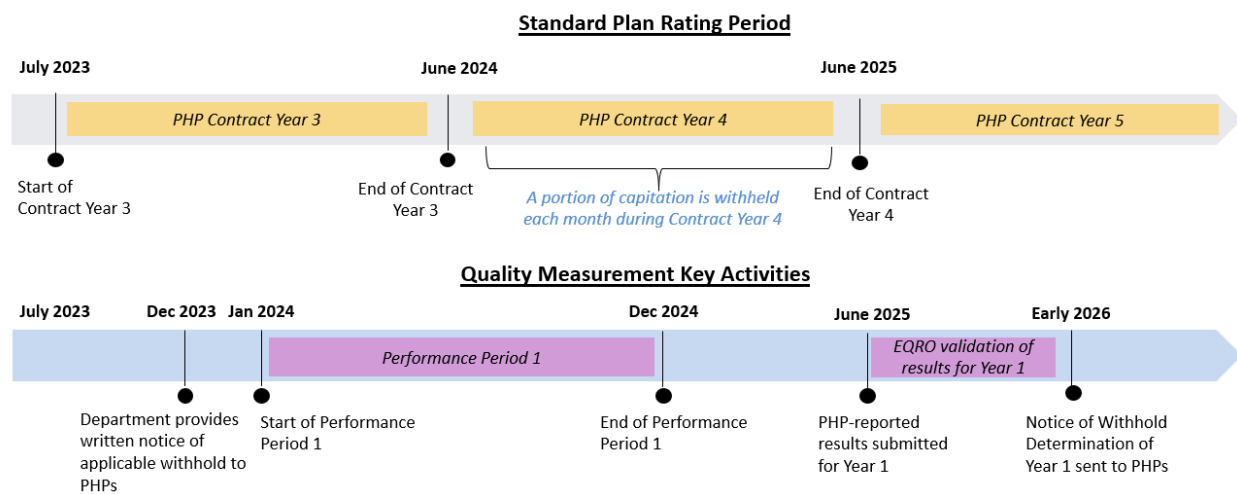 Standard Plan Rating Period
July 2023
June 2024
June 2025
PHP Contract Year 3
PHP Contract Year 4
PHP Contract Year 5
Start of
Contract Year 3
End of Contract
Year 3
A portion of capitation is withheld
each month during Contract Year 4
End of Contract
Year 4
Quality Measurement Key Activities
July 2023
Dec 2023
Jan 2024
Dec 2024
June 2025
Early 2026
Performance Period 1
EQRO validation of
results for Year 1
Department provides
written notice of
applicable withhold to
PHPs
Start of Performance
Period 1
End of Performance
Period 1
PHP-reported
results submitted
for Year 1
Notice of Withhold
Determination of
Year 1 sent to PHPs